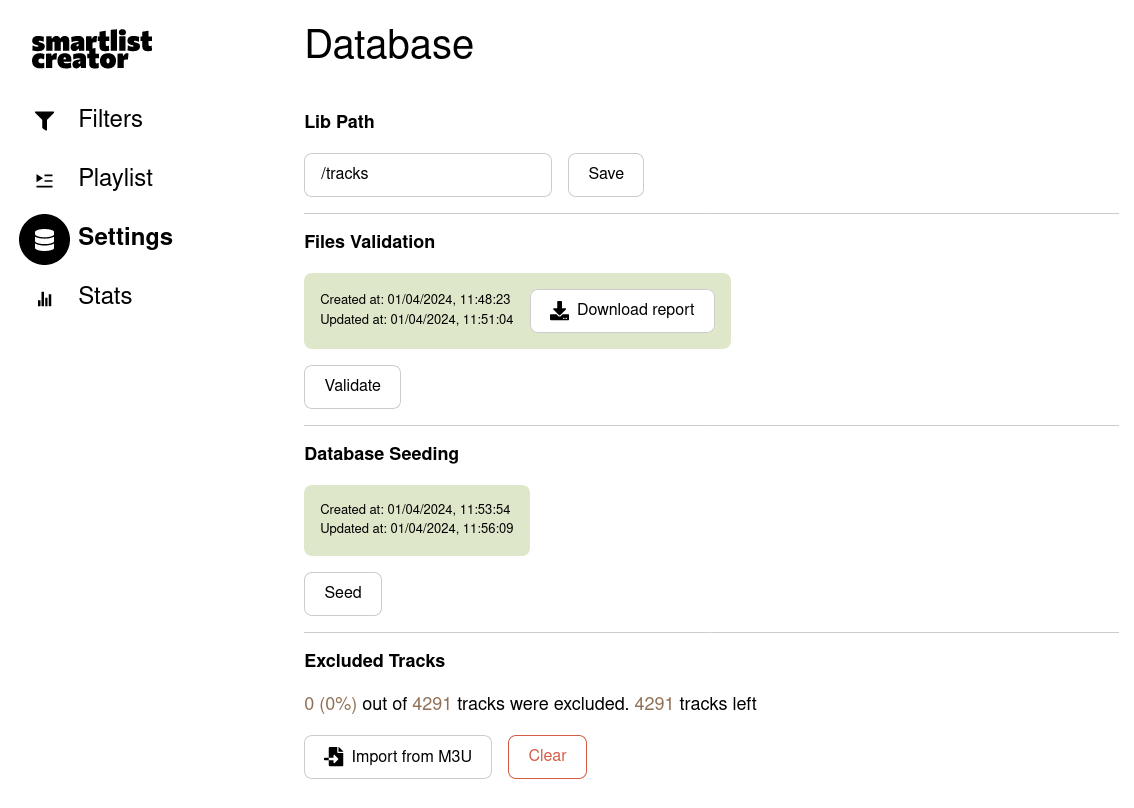 smartlist
creator
Filters
Playlist
Settings
Stats
Database
Lib Path
/tracks
Save
Files Validation
Created at: 01/04/2024, 11:48:23
Updated at: 01/04/2024, 11:51:04
Download report
Validate
Database Seeding
Created at: 01/04/2024, 11:53:54
Updated at: 01/04/2024, 11:56:09
Seed
Excluded Tracks
0 (0%) out of 4291 tracks were excluded. 4291 tracks left
Import from M3U
Clear